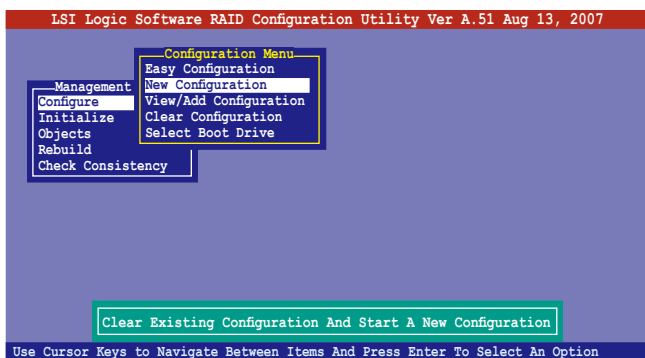 LSI Logic Software RAID Configuration Utility Ver A.51 Aug 13, 2007
Configuration Menu
Easy Configuration
New Configuration
View/Add Configuration
Clear Configuration
Select Boot Drive
Management
Configure
Initialize
Objects
Rebuild
Check Consistency
Clear Existing Configuration And Start A New Configuration
Use Cursor Keys to Navigate Between Items And Press Enter To Select An Option